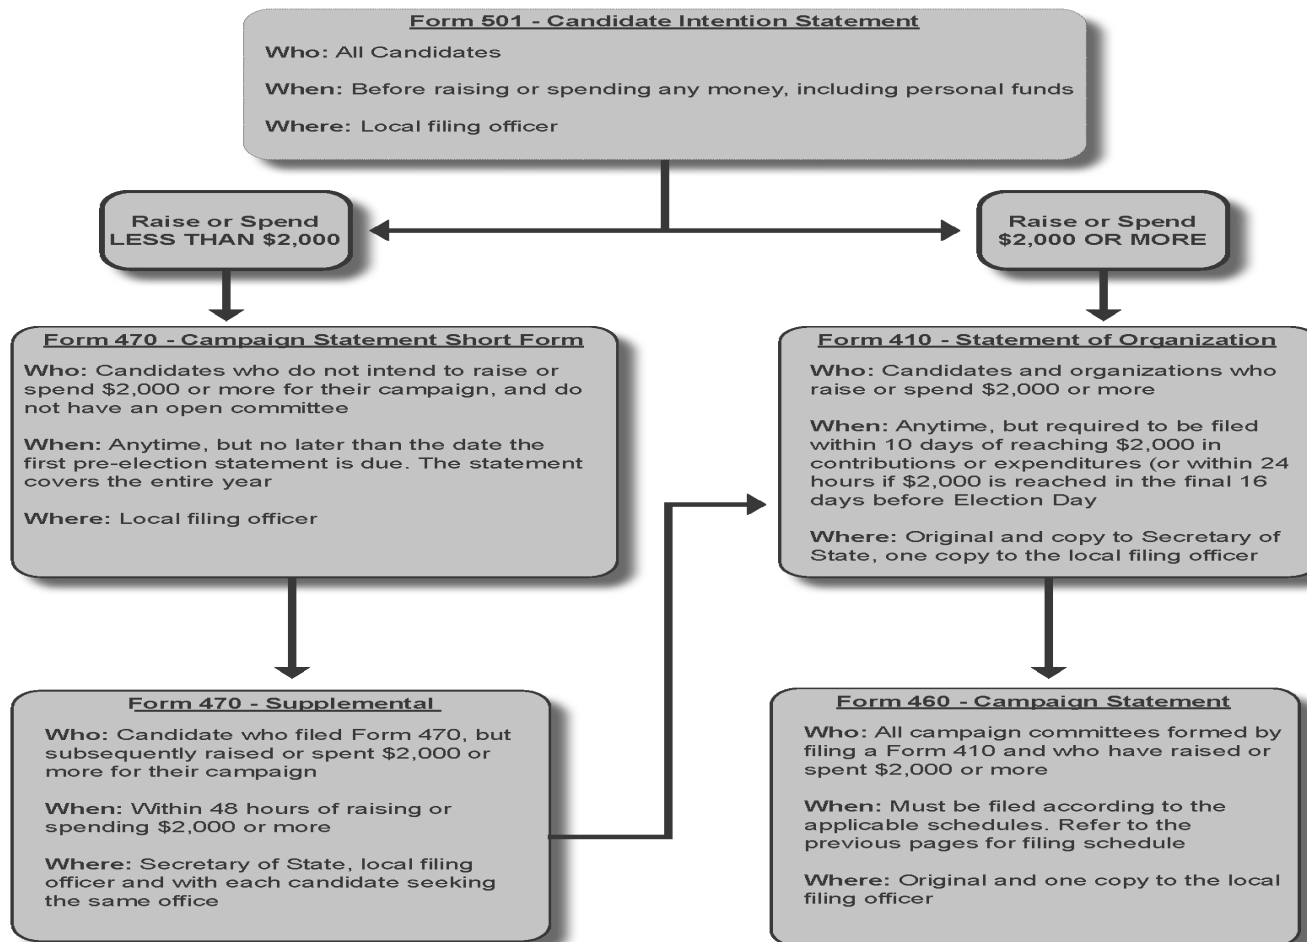 Form 501 - Candidate Intention Statement
Who: All Candidates
When: Before raising or spending any money, including personal funds
Where: Local filing officer
Raise or Spend
LESS THAN $2,000
Raise or Spend
$2,000 OR MORE
Form 470 - Campaign Statement Short Form
Who: Candidates who do not intend to raise or
spend $2,000 or more for their campaign, and do
not have an open committee
When: Anytime, but no later than the date the
first pre-election statement is due. The statement
covers the entire year
Where: Local filing officer
Form 410 - Statement of Organization
Who: Candidates and organizations who
raise or spend $2,000 or more
When: Anytime, but required to be filed
within 10 days of reaching $2,000 in
contributions or expenditures (or within 24
hours if $2,000 is reached in the final 16
days before Election Day
Where: Original and copy to Secretary of
State, one copy to the local filing officer
Form 470 - Supplemental
Who: Candidate who filed Form 470, but
subsequently raised or spent $2,000 or
more for their campaign
When: Within 48 hours of raising or
spending $2,000 or more
Where: Secretary of State, local filing
officer and with each candidate seeking
the same office
Form 460 - Campaign Statement
Who: All campaign committees formed by
filing a Form 410 and who have raised or
spent $2,000 or more
When: Must be filed according to the
applicable schedules. Refer to the
previous pages for filing schedule
Where: Original and one copy to the local
filing officer